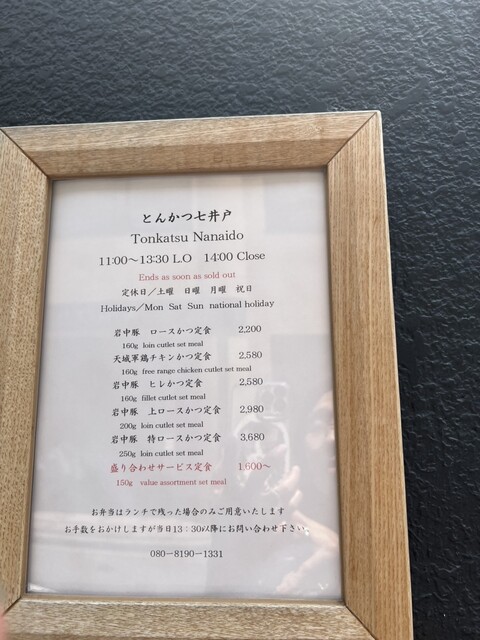 とんかつ七井戸
Tonkatsu Nanaido
11:00～13:30 L.O 14:00 Close
Ends as soon as sold out
定休日／土曜 日曜 月曜 祝日
Holidays／Mon Sat Sun national holiday
岩中豚 ロースかつ定食 2,200
160g loin cutlet set meal
天城軍鶏チキンかつ定食 2,580
160g free range chicken cutlet set meal
岩中豚 ヒレかつ定食 2,580
160g fillet cutlet set meal
岩中豚 上ロースかつ定食 2,980
200g loin cutlet set meal
岩中豚 特ロースかつ定食 3,680
250g loin cutlet set meal
盛り合わせサービス定食 1,600～
150g value assortment set meal
お弁当はランチで残った場合のみご用意いたします
お手数をおかけしますが当日13：30以降にお問い合わせ下さい。
080－8190－1331